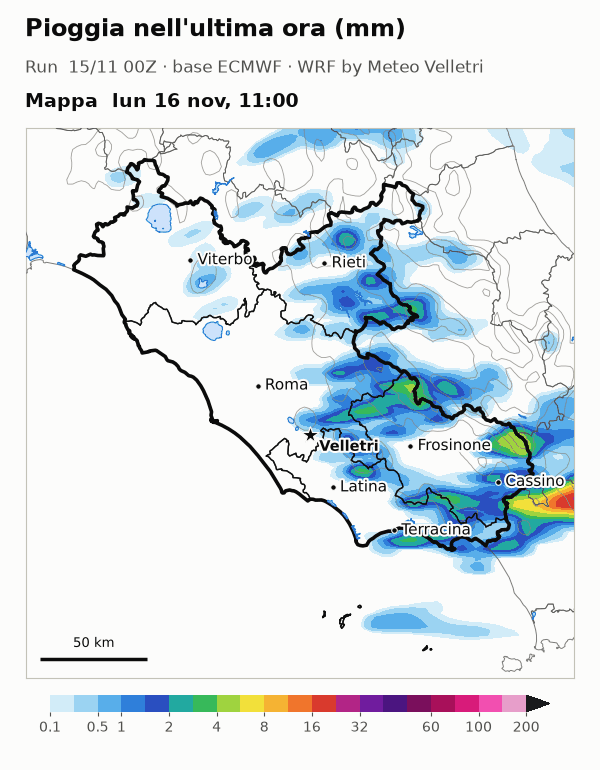 Pioggia nell'ultima ora (mm)
Run 15/11 00Z · base ECMWF · WRF by Meteo Velletri
Mappa lun 16 nov, 11:00
Viterbo
Rieti
Roma
Velletri
Frosinone
Latina
Cassino
Terracina
50 km
0.1 0.5 1 2 4 8 16 32 60 100 200